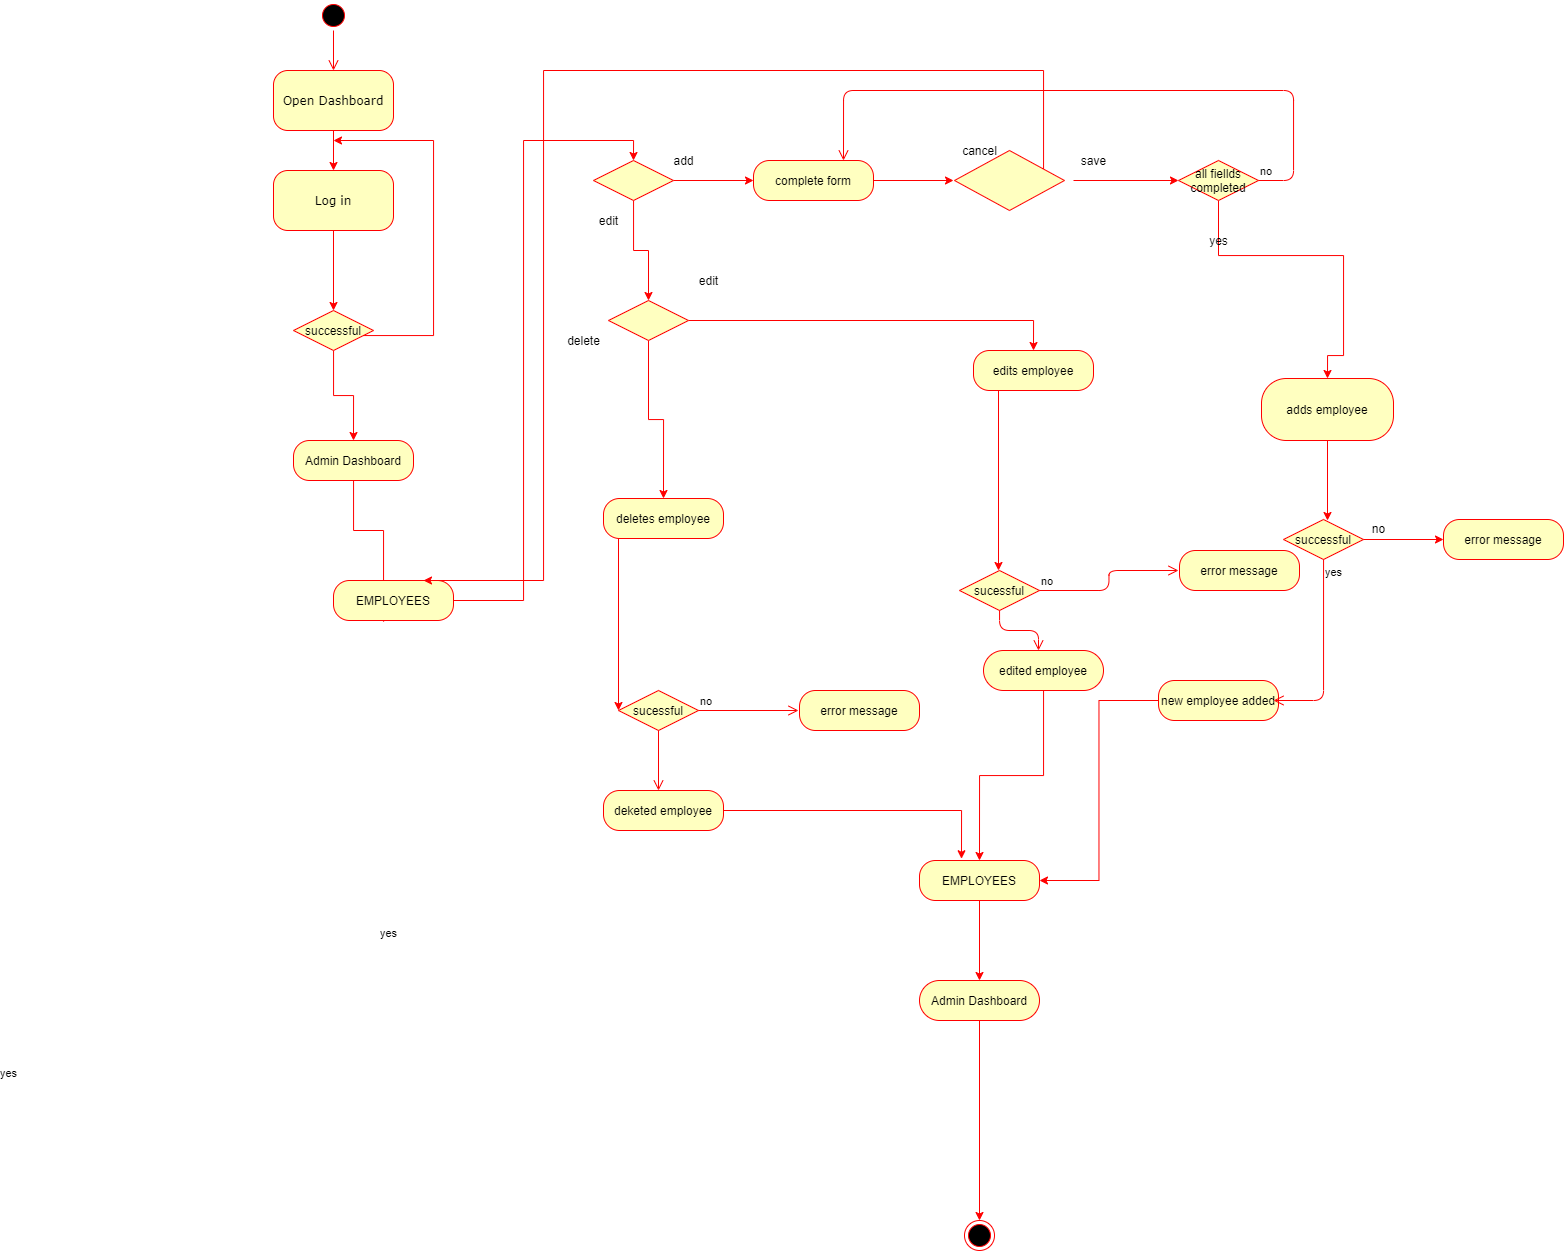 Open Dashboard
Log in
successful
Admin Dashboard
EMPLOYEES
add
edit
complete form
cancel
save
all fiellds
completed
no
yes
edit
delete
edits employee
adds employee
deletes employee
successful
no
error message
yes
sucessful
no
error message
edited employee
new employee added
sucessful
no
error message
deketed employee
EMPLOYEES
yes
Admin Dashboard
yes